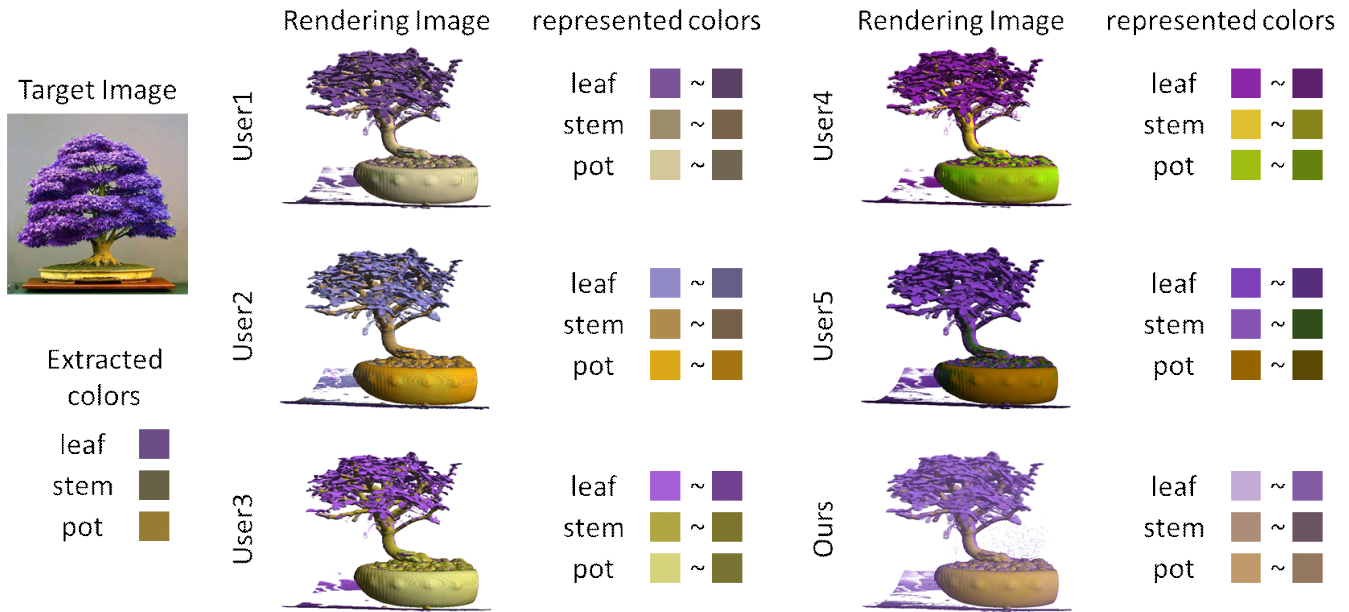 Target Image
Extracted
colors
leaf
stem
pot
Rendering Image
represented colors
User1
leaf ~
stem ~
pot ~
User2
leaf ~
stem ~
pot ~
User3
leaf ~
stem ~
pot ~
Rendering Image
represented colors
User4
leaf ~
stem ~
pot ~
User5
leaf ~
stem ~
pot ~
Ours
leaf ~
stem ~
pot ~